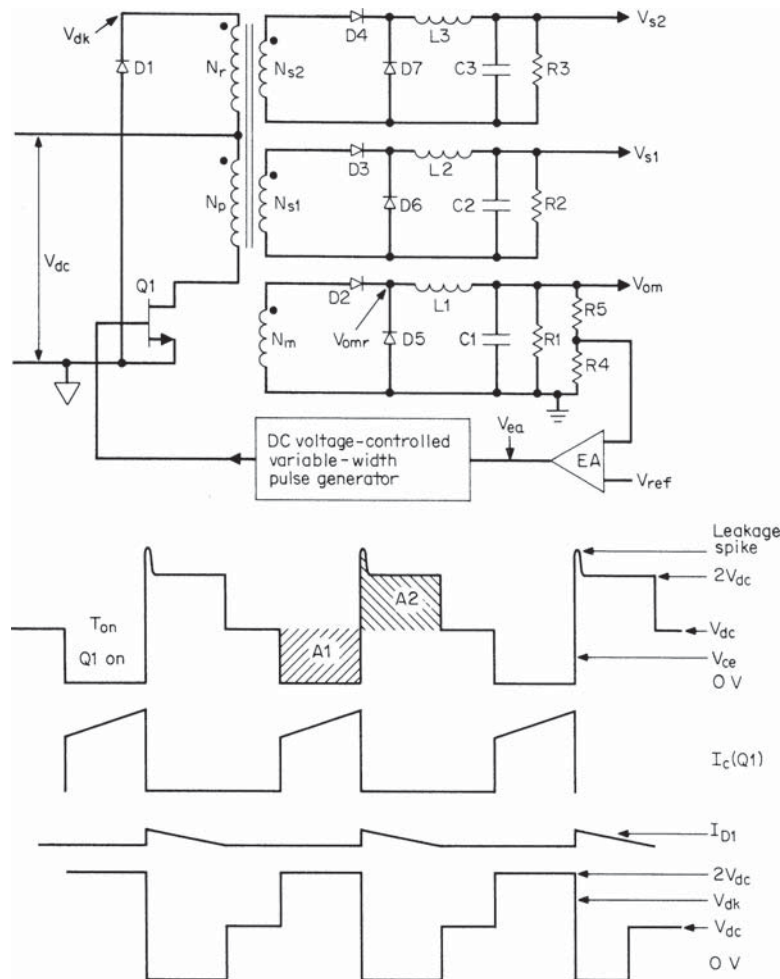 V_dk
D1
N_r
N_s2
D4
L3
D7
C3
R3
V_s2
V_dc
N_p
N_s1
D3
L2
D6
C2
R2
V_s1
Q1
N_m
D2
V_omr
L1
D5
C1
R1
R5
R4
V_om
DC voltage-controlled
variable-width
pulse generator
V_ea
EA
V_ref
Leakage
spike
2V_dc
A2
T_on
Q1 on
A1
V_dc
V_ce
0 V
I_c(Q1)
I_D1
2V_dc
V_dk
V_dc
0 V